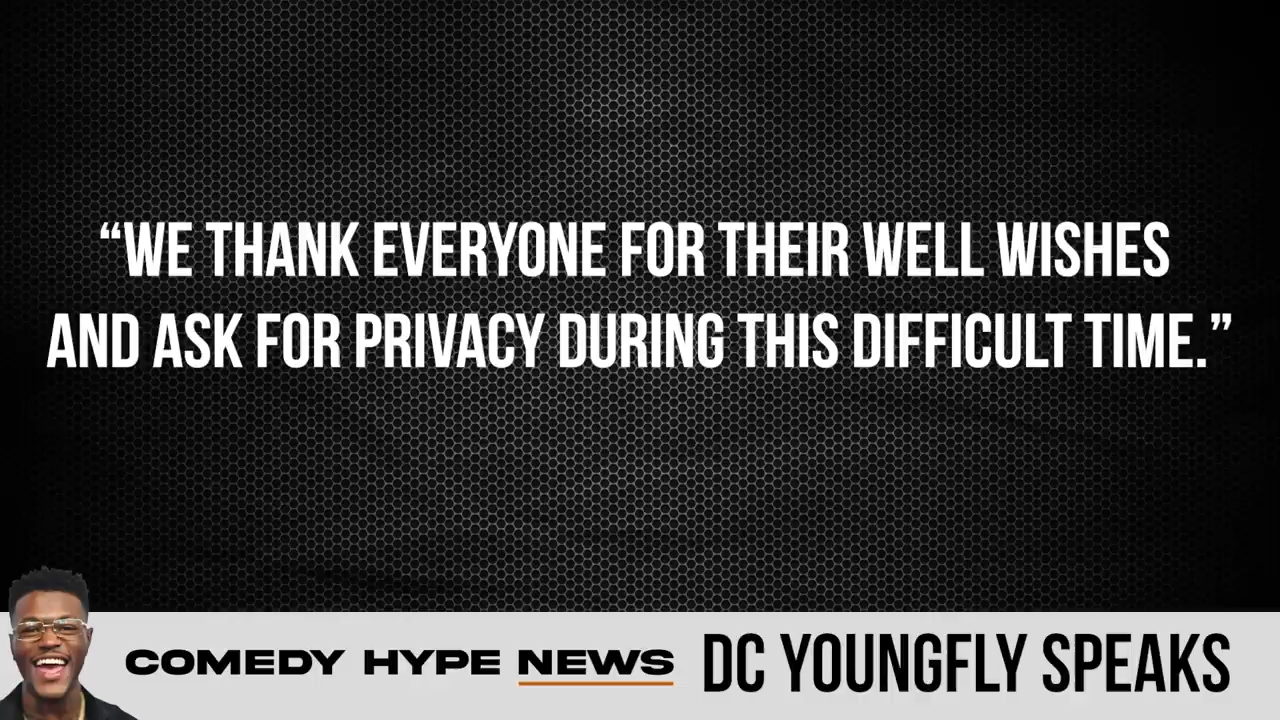 “WE THANK EVERYONE FOR THEIR WELL WISHES
AND ASK FOR PRIVACY DURING THIS DIFFICULT TIME.”
COMEDY HYPE NEWS DC YOUNGFLY SPEAKS